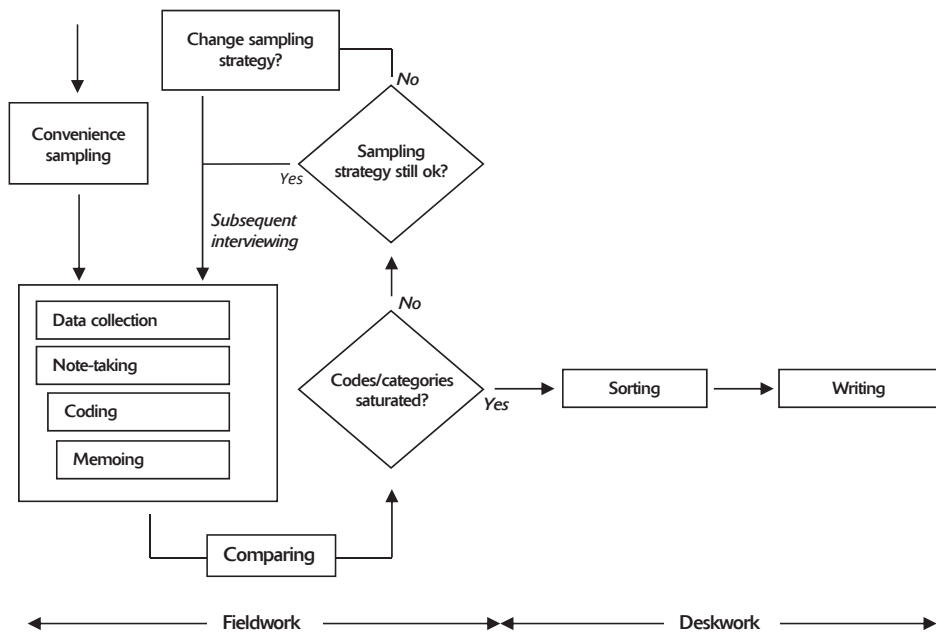 Change sampling
strategy?
No
Convenience
sampling
Sampling
strategy still ok?
Yes
Subsequent
interviewing
No
Data collection
Note-taking
Coding
Memoing
Codes/categories
saturated?
Yes
Sorting
Writing
Comparing
Fieldwork
Deskwork